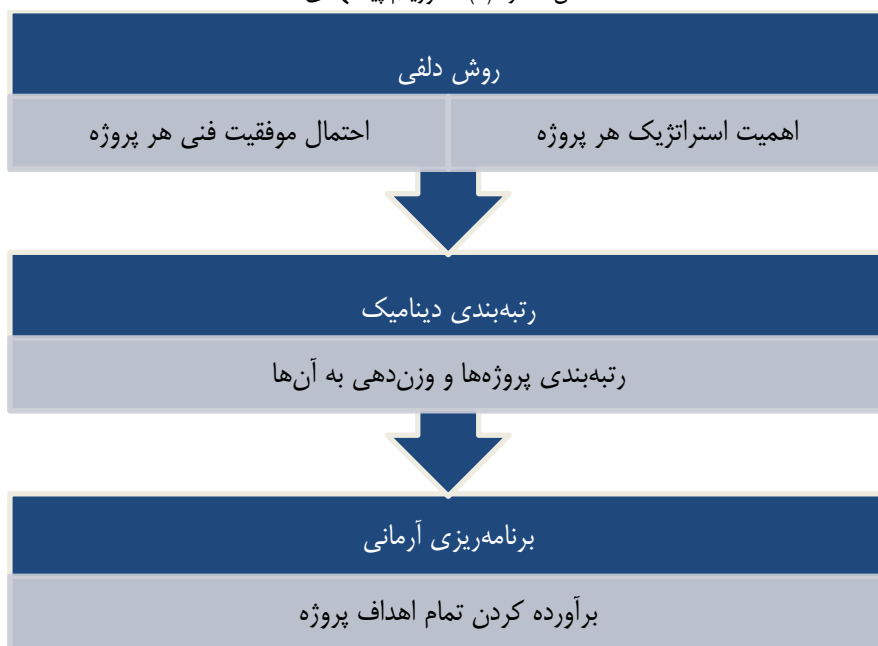 روش دلفی
اهمیت استراتژیک هر پروژه
احتمال موفقیت فنی هر پروژه
رتبه‌بندی دینامیک
رتبه‌بندی پروژه‌ها و وزن‌دهی به آن‌ها
برنامه‌ریزی آرمانی
برآورده کردن تمام اهداف پروژه